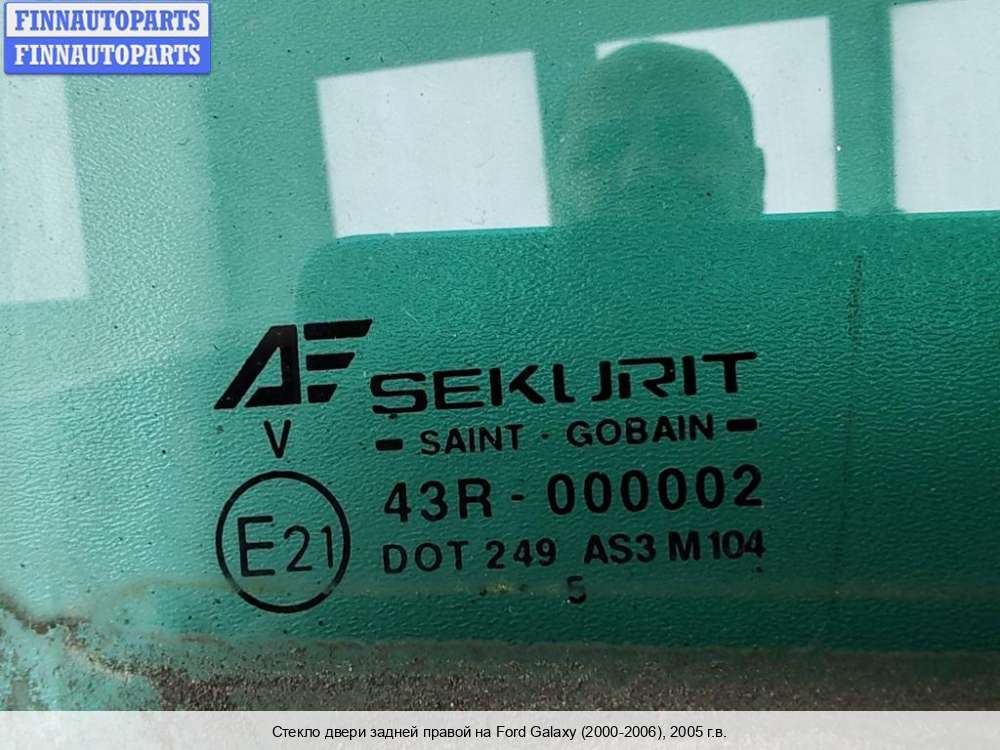 FINNAUTOPARTS
FINNAUTOPARTS
AE SEKURIT
V - SAINT · GOBAIN -
43R - 000002
E21
DOT 249 AS3 M104
5
Стекло двери задней правой на Ford Galaxy (2000-2006), 2005 г.в.